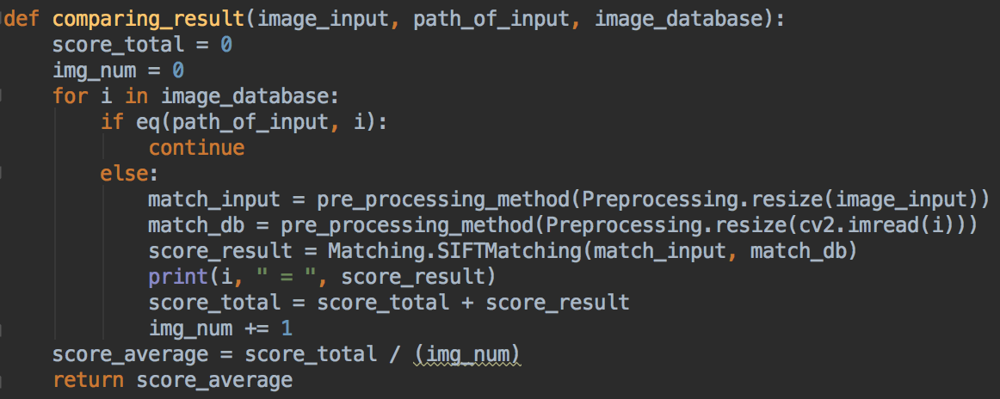 def comparing_result(image_input, path_of_input, image_database):
    score_total = 0
    img_num = 0
    for i in image_database:
        if eq(path_of_input, i):
            continue
        else:
            match_input = pre_processing_method(Preprocessing.resize(image_input))
            match_db = pre_processing_method(Preprocessing.resize(cv2.imread(i)))
            score_result = Matching.SIFTMatching(match_input, match_db)
            print(i, " = ", score_result)
            score_total = score_total + score_result
            img_num += 1
    score_average = score_total / (img_num)
    return score_average